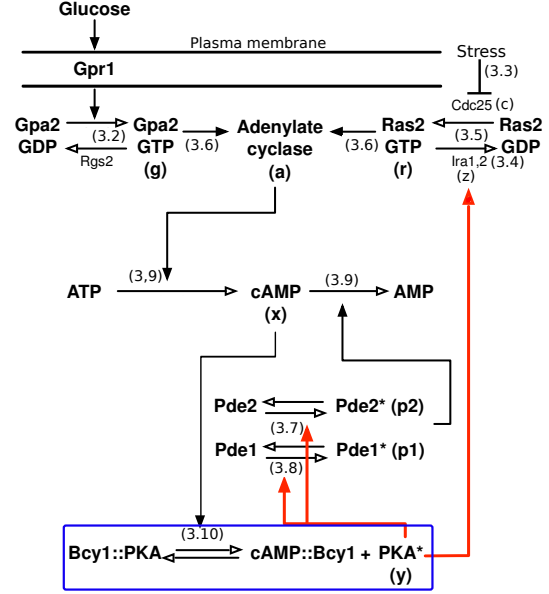 Glucose
Plasma membrane
Gpr1
Stress
(3.3)
Cdc25 (c)
Gpa2 GDP
(3.2)
Rgs2
Gpa2 GTP (g)
(3.6)
Adenylate cyclase (a)
(3.6)
Ras2 GTP (r)
(3.5)
Ira1,2 (z)
(3.4)
Ras2 GDP
ATP
(3,9)
cAMP (x)
(3.9)
AMP
Pde2
Pde2* (p2)
(3.7)
Pde1
Pde1* (p1)
(3.8)
(3.10)
Bcy1::PKA
cAMP::Bcy1 + PKA*
(y)